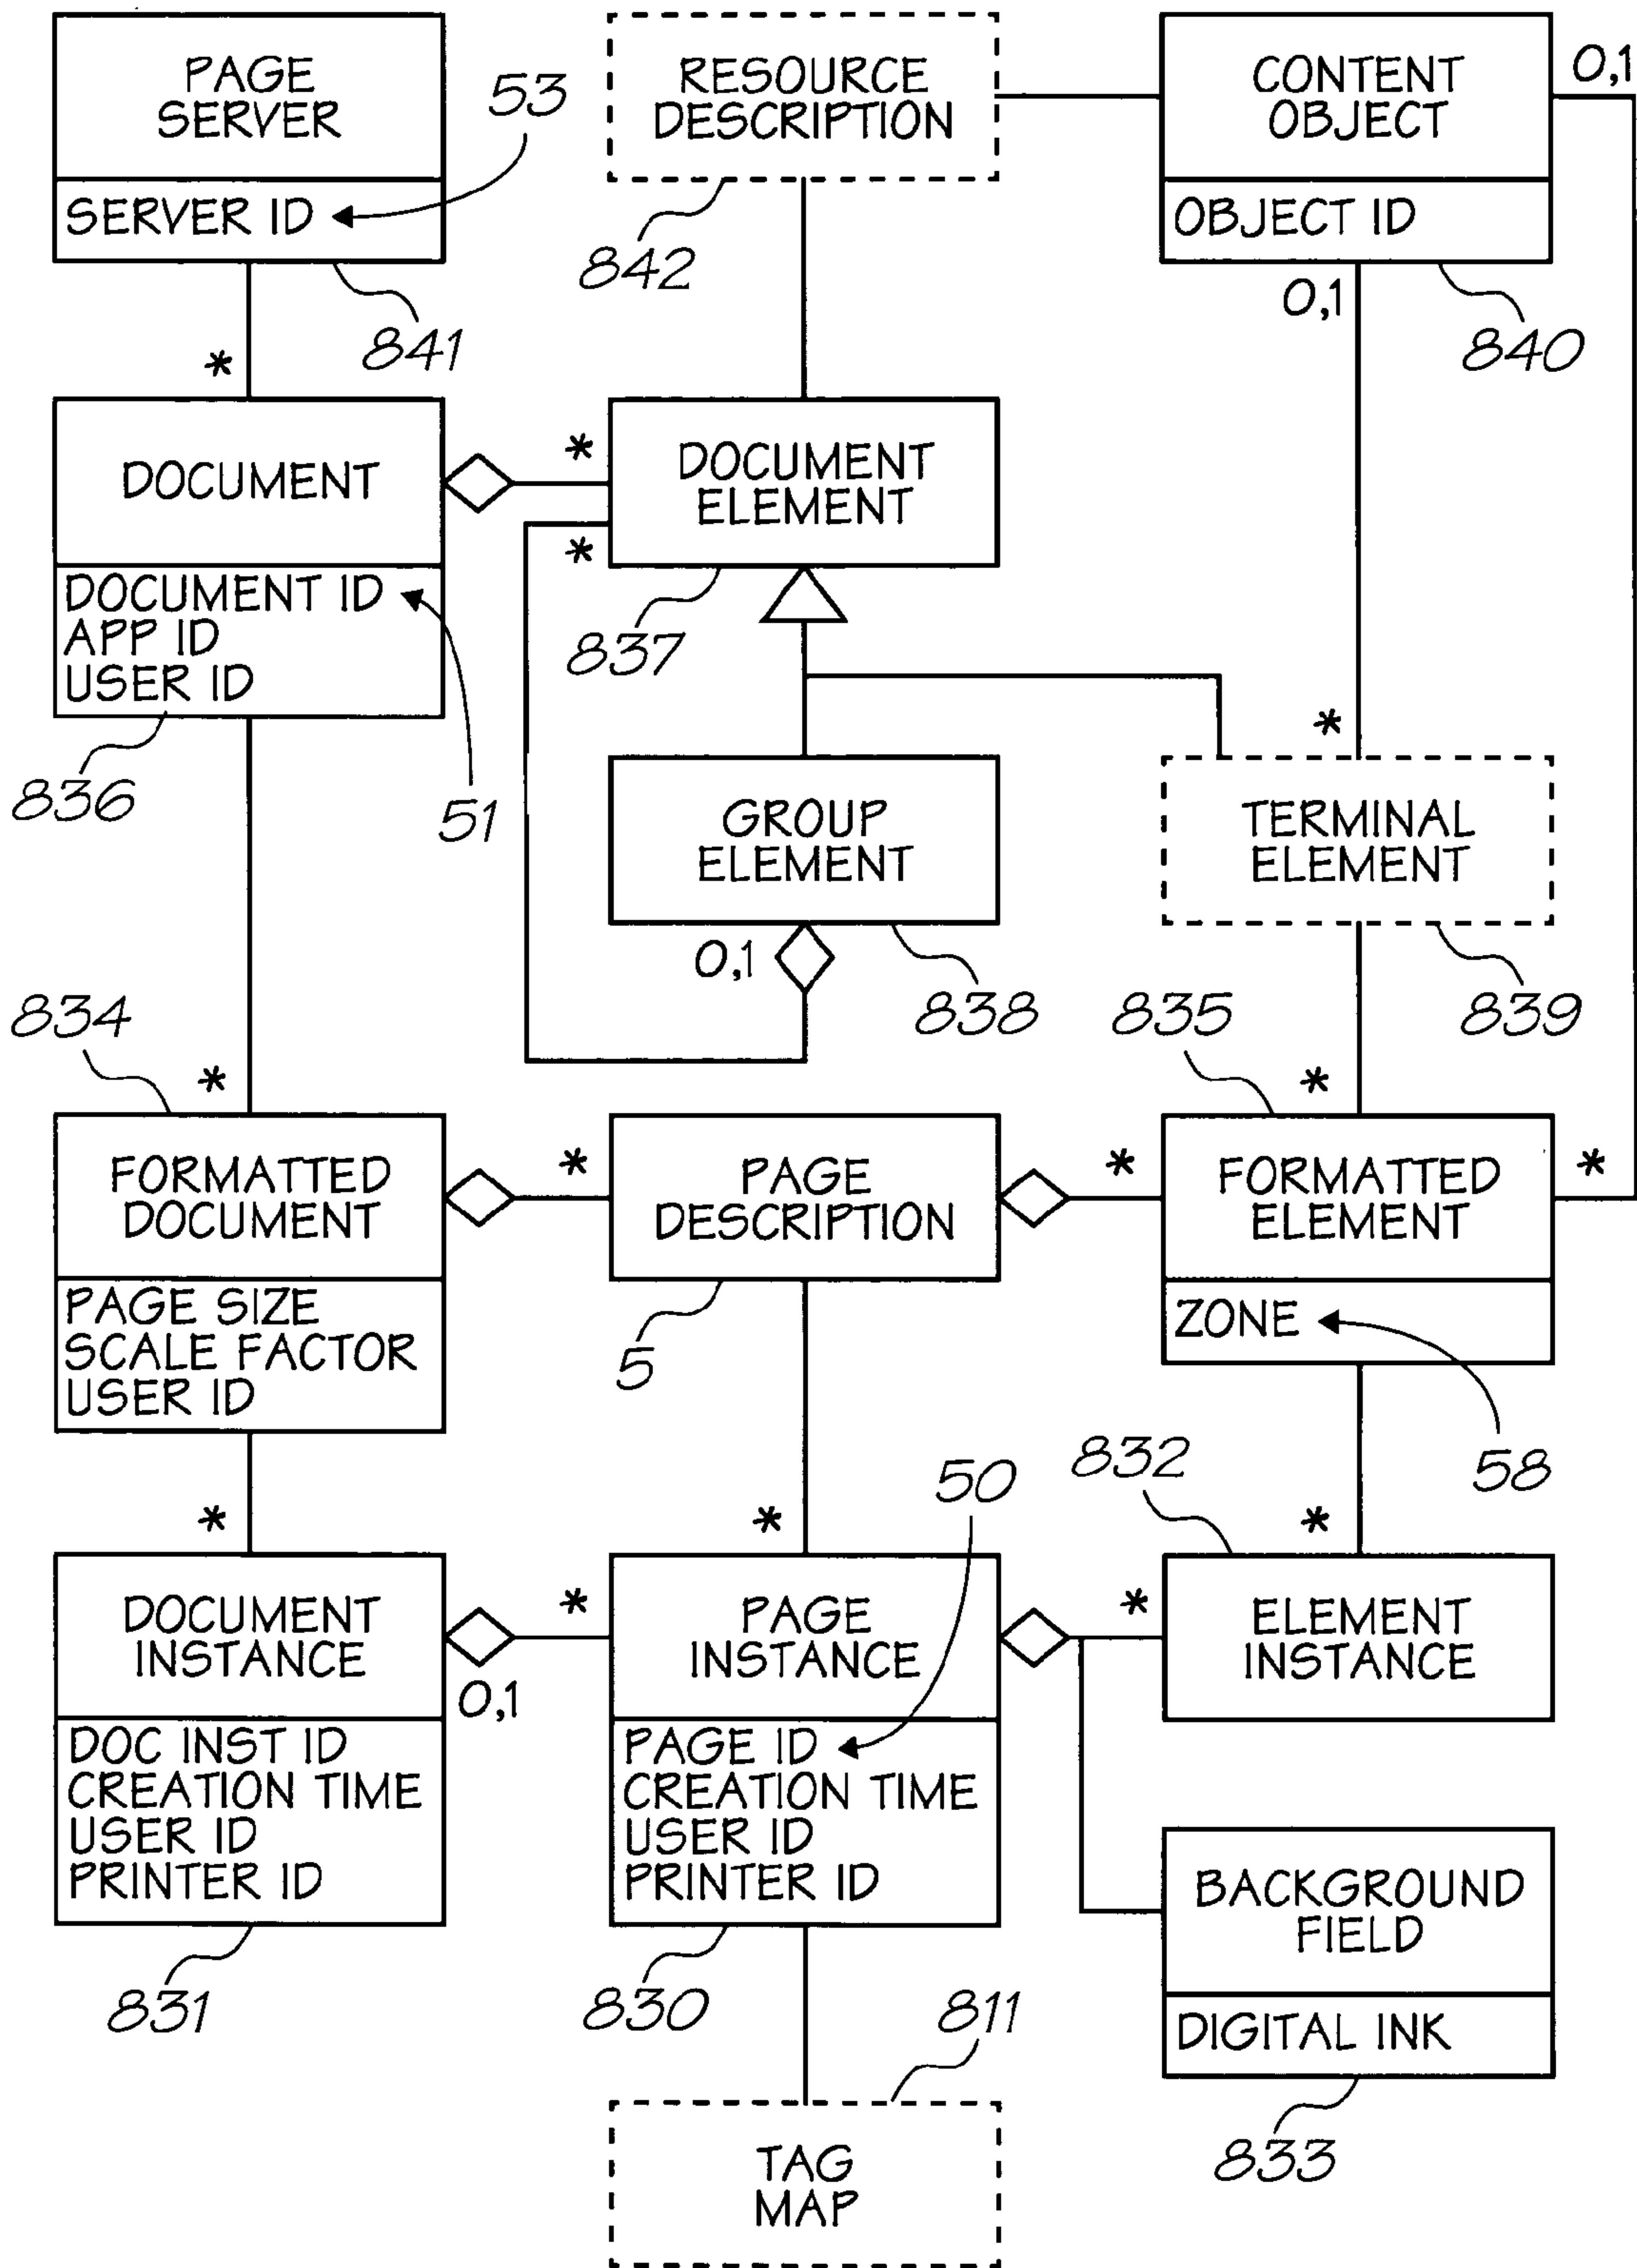 PAGE
SERVER
SERVER ID
53
841
RESOURCE
DESCRIPTION
842
CONTENT
OBJECT
OBJECT ID
0,1
0,1
840
*
DOCUMENT
DOCUMENT ID
APP ID
USER ID
836
51
*
*
DOCUMENT
ELEMENT
837
GROUP
ELEMENT
0,1
838
*
TERMINAL
ELEMENT
839
834
*
FORMATTED
DOCUMENT
PAGE SIZE
SCALE FACTOR
USER ID
*
PAGE
DESCRIPTION
5
*
835
*
FORMATTED
ELEMENT
*
ZONE
58
*
DOCUMENT
INSTANCE
0,1
DOC INST ID
CREATION TIME
USER ID
PRINTER ID
831
*
50
*
PAGE
INSTANCE
PAGE ID
CREATION TIME
USER ID
PRINTER ID
830
832
*
*
ELEMENT
INSTANCE
BACKGROUND
FIELD
DIGITAL INK
833
811
TAG
MAP